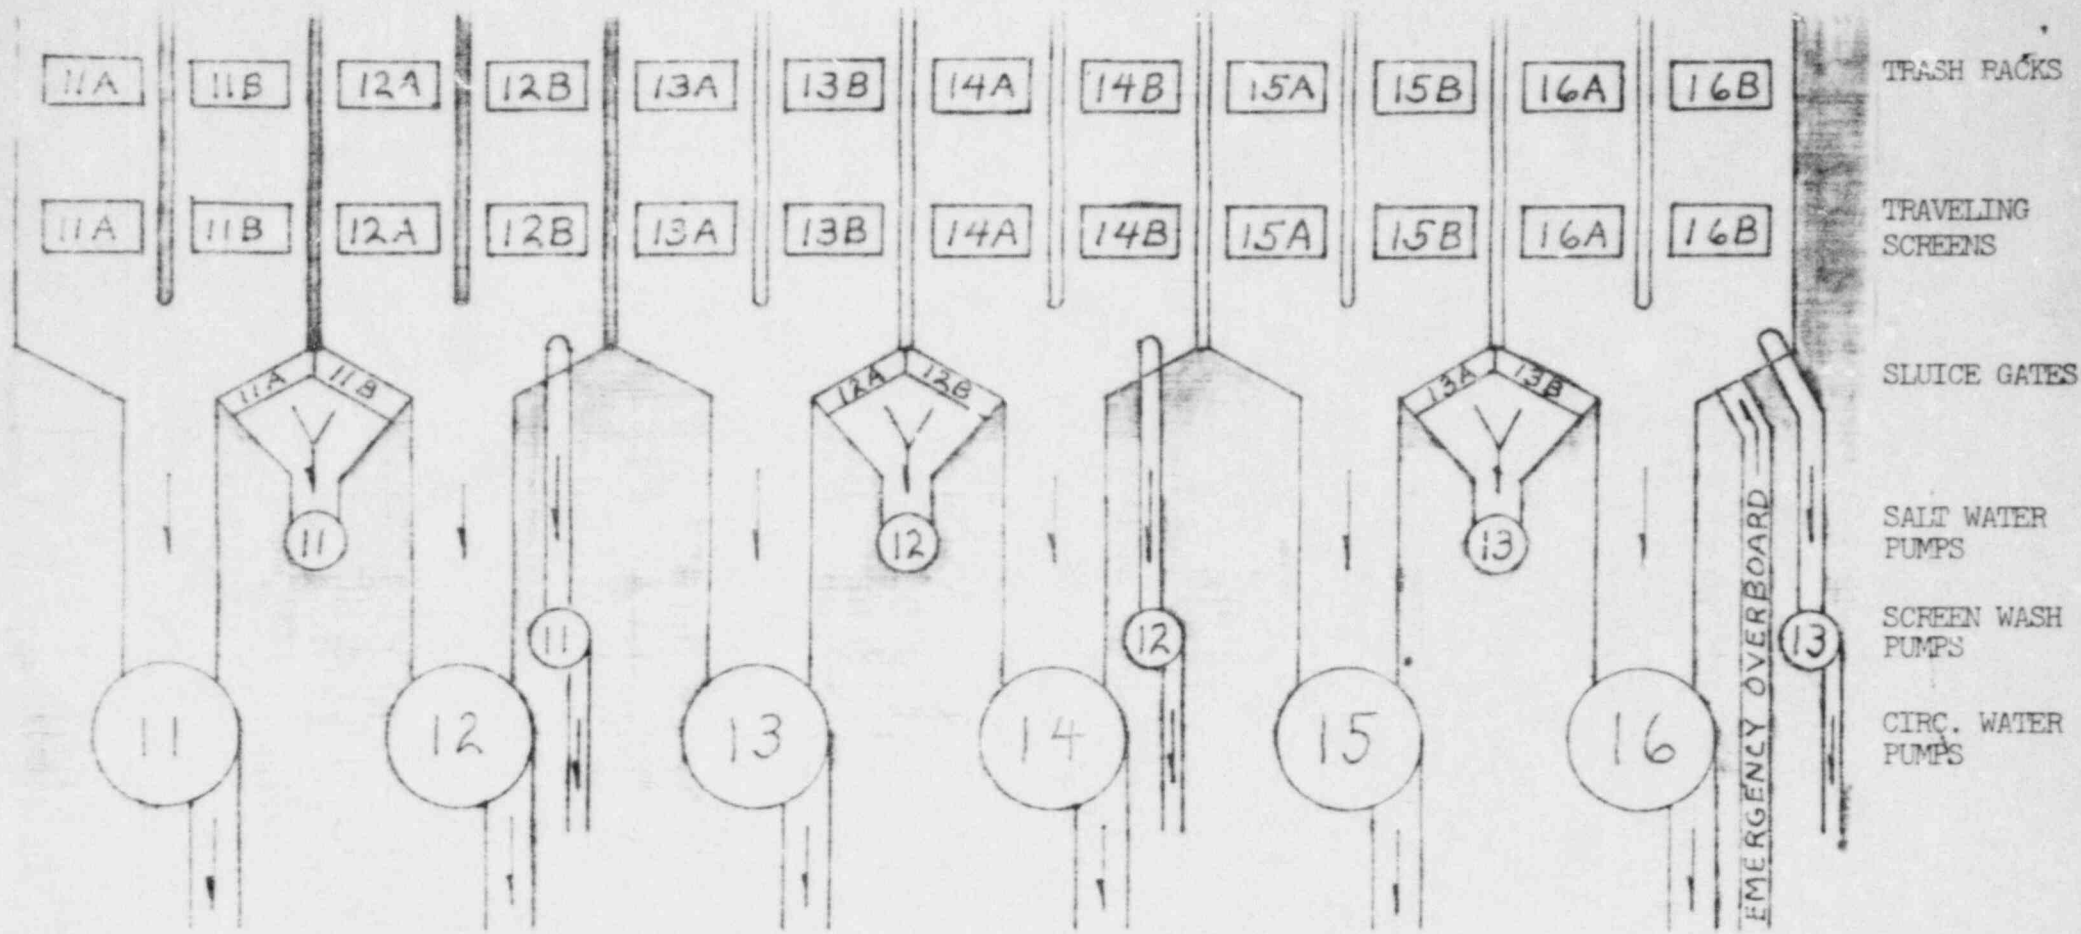 11A 11B 12A 12B 13A 13B 14A 14B 15A 15B 16A 16B TRASH RACKS
11A 11B 12A 12B 13A 13B 14A 14B 15A 15B 16A 16B TRAVELING
SCREENS
11A 11B 12A 12B 13A 13B SLUICE GATES
11 12 13 SALT WATER
PUMPS
11 12 13 SCREEN WASH
PUMPS
11 12 13 14 15 16 CIRC. WATER
PUMPS
EMERGENCY OVERBOARD